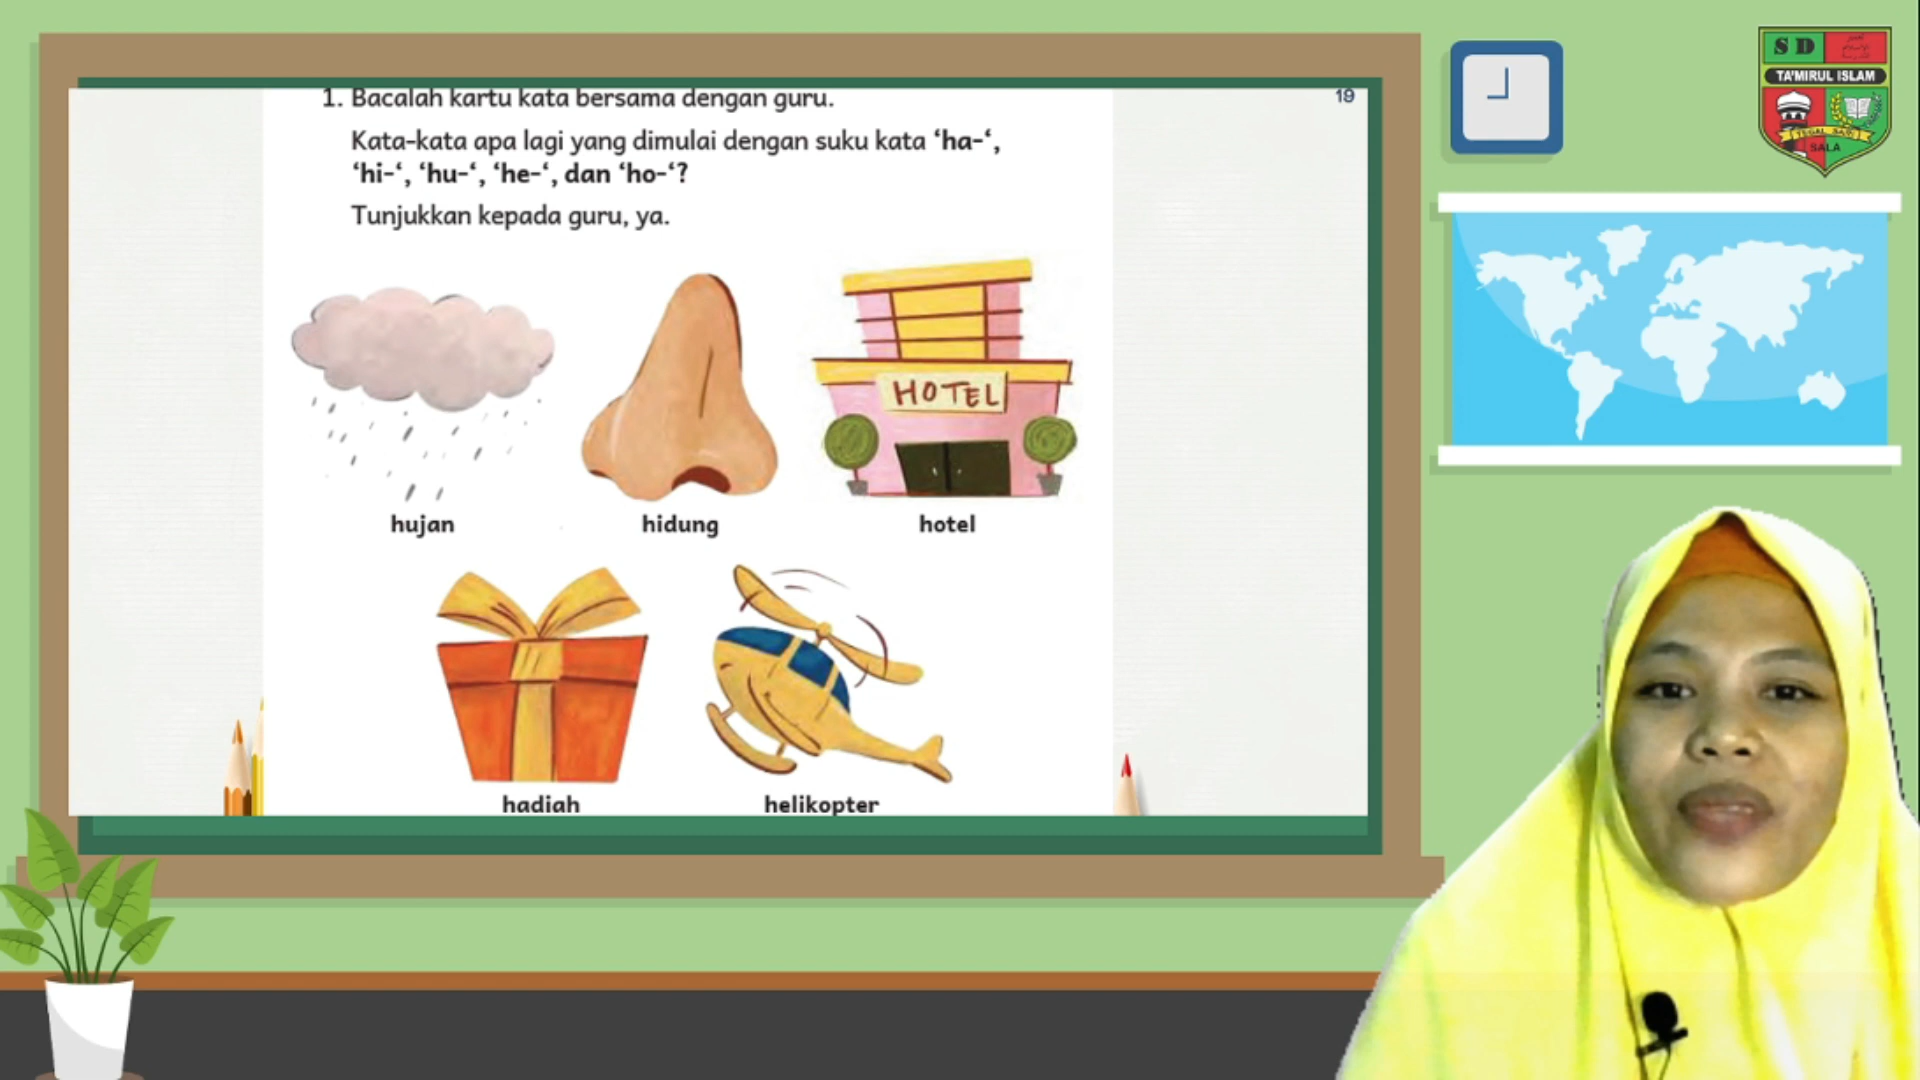 1. Bacalah kartu kata bersama dengan guru.
Kata-kata apa lagi yang dimulai dengan suku kata ‘ha-‘,
‘hi-‘, ‘hu-‘, ‘he-‘, dan ‘ho-‘?
Tunjukkan kepada guru, ya.
19
HOTEL
hujan
hidung
hotel
hadiah
helikopter
SD
TA'MIRUL ISLAM
TEGAL SARI
SALA